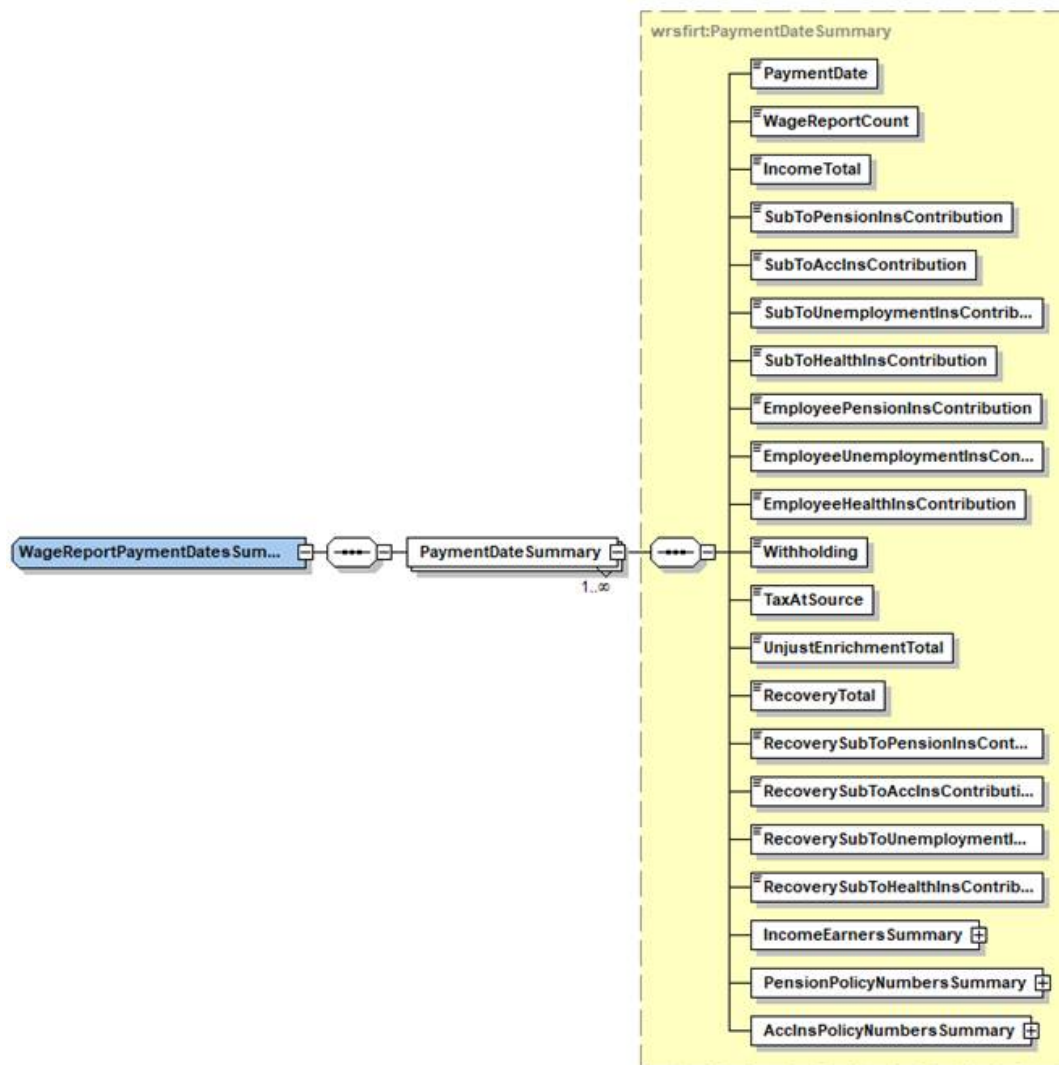 wrsfirt:PaymentDateSummary
PaymentDate
WageReportCount
IncomeTotal
SubToPensionInsContribution
SubToAccInsContribution
SubToUnemploymentInsContrib...
SubToHealthInsContribution
EmployeePensionInsContribution
EmployeeUnemploymentInsCon...
EmployeeHealthInsContribution
WageReportPaymentDatesSum...
PaymentDateSummary
1..∞
Withholding
TaxAtSource
UnjustEnrichmentTotal
RecoveryTotal
RecoverySubToPensionInsCont...
RecoverySubToAccInsContributi...
RecoverySubToUnemploymentI...
RecoverySubToHealthInsContrib...
IncomeEarnersSummary
PensionPolicyNumbersSummary
AccInsPolicyNumbersSummary